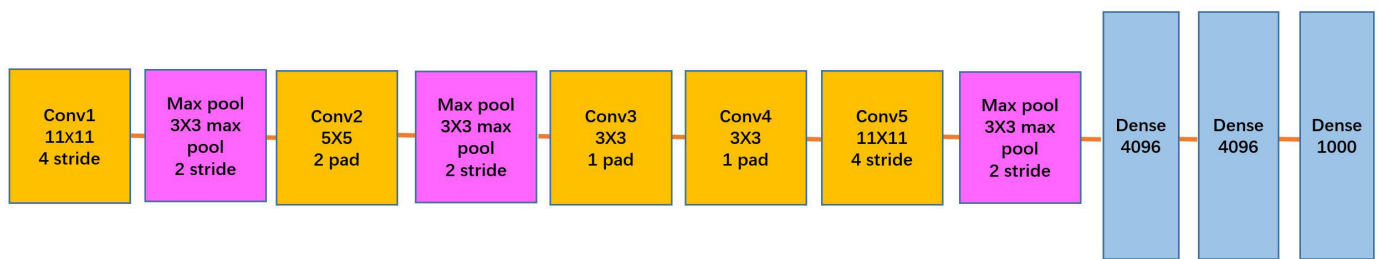 Conv1
11X11
4 stride
Max pool
3X3 max
pool
2 stride
Conv2
5X5
2 pad
Max pool
3X3 max
pool
2 stride
Conv3
3X3
1 pad
Conv4
3X3
1 pad
Conv5
11X11
4 stride
Max pool
3X3 max
pool
2 stride
Dense
4096
Dense
4096
Dense
1000